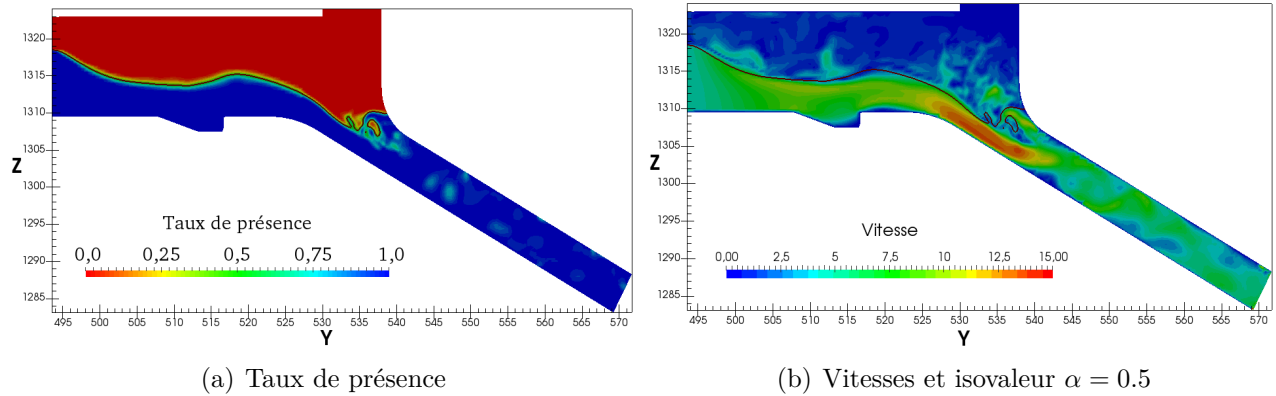 1320
1315
1310
1305
Z
1300
1295
1290
1285
Taux de présence
0,0 0,25 0,5 0,75 1,0
495 500 505 510 515 520 525 530 535 540 545 550 555 560 565 570
Y
(a) Taux de présence
1320
1315
1310
1305
Z
1300
1295
1290
1285
Vitesse
0,00 2,5 5,0 7,5 10 12,5 15,00
495 500 505 510 515 520 525 530 535 540 545 550 555 560 565 570
Y
(b) Vitesses et isovaleur α = 0.5